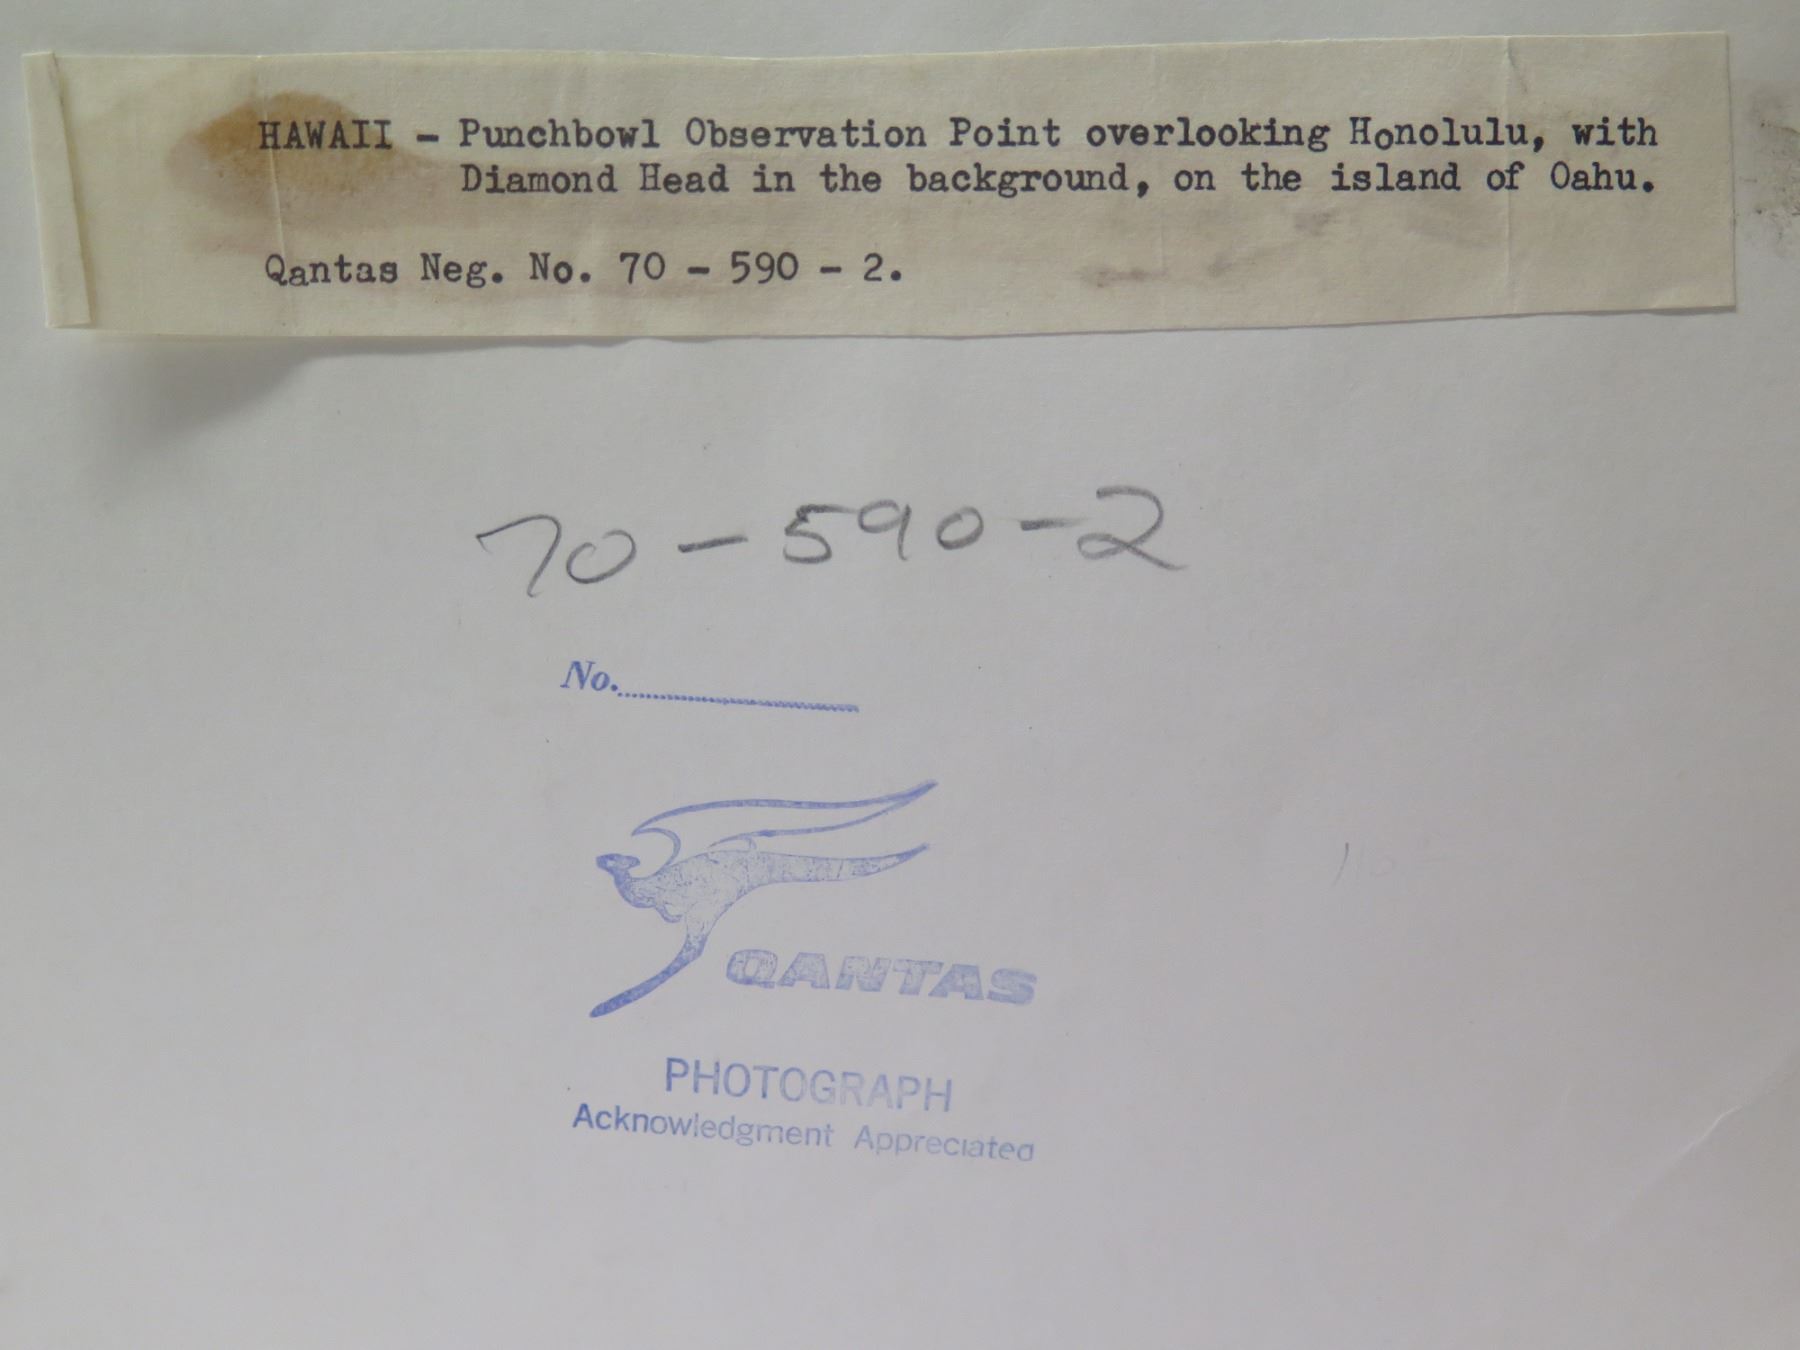 HAWAII - Punchbowl Observation Point overlooking Honolulu, with
Diamond Head in the background, on the island of Oahu.
Qantas Neg. No. 70 - 590 - 2.
70-590-2
No.
QANTAS
PHOTOGRAPH
Acknowledgment Appreciated